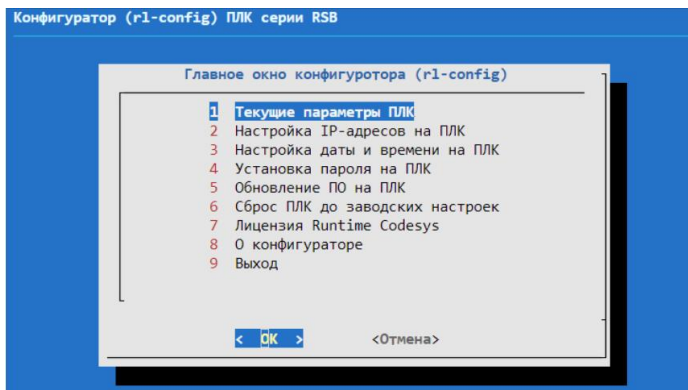 Конфигуратор (rl-config) ПЛК серии RSB
Главное окно конфигуротора (rl-config)
1 Текущие параметры ПЛК
2 Настройка IP-адресов на ПЛК
3 Настройка даты и времени на ПЛК
4 Установка пароля на ПЛК
5 Обновление ПО на ПЛК
6 Сброс ПЛК до заводских настроек
7 Лицензия Runtime Codesys
8 О конфигураторе
9 Выход
< OK > <Отмена>